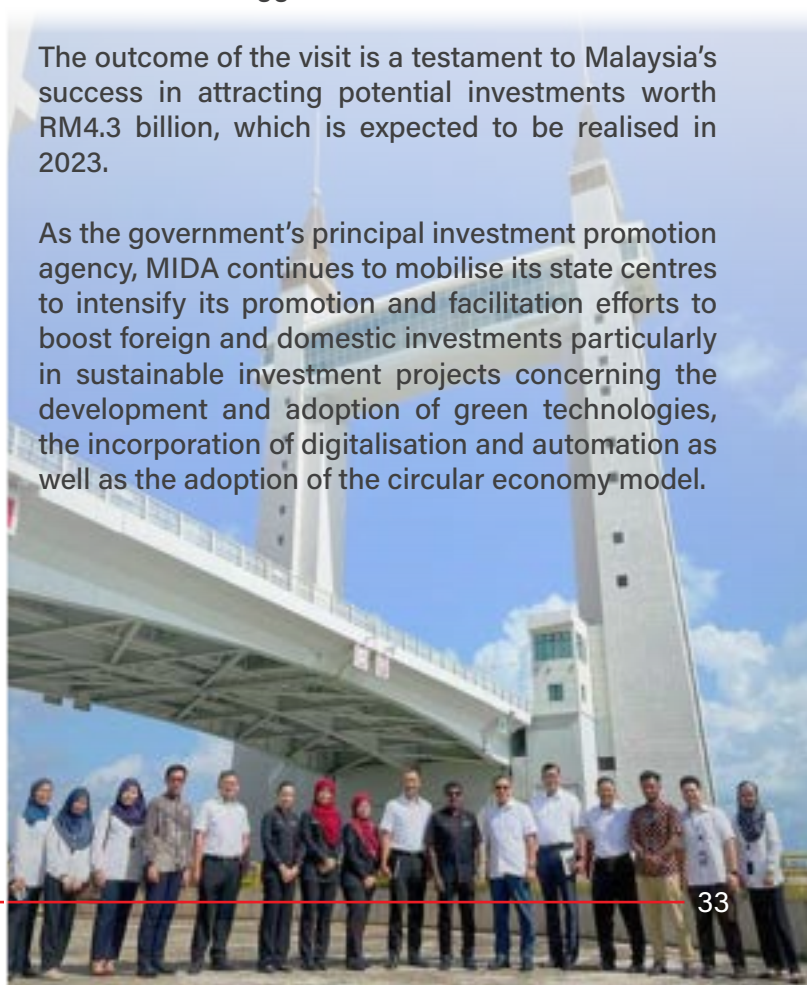 The outcome of the visit is a testament to Malaysia's
success in attracting potential investments worth
RM4.3 billion, which is expected to be realised in
2023.
As the government's principal investment promotion
agency, MIDA continues to mobilise its state centres
to intensify its promotion and facilitation efforts to
boost foreign and domestic investments particularly
in sustainable investment projects concerning the
development and adoption of green technologies,
the incorporation of digitalisation and automation as
well as the adoption of the circular economy model.
33